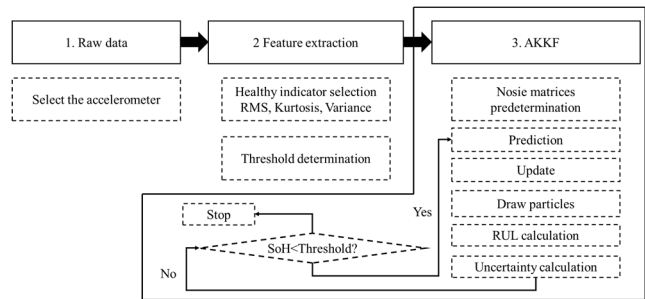 1. Raw data
2 Feature extraction
3. AKKF
Select the accelerometer
Healthy indicator selection
RMS, Kurtosis, Variance
Threshold determination
Nosie matrices
predetermination
Prediction
Update
Draw particles
RUL calculation
Uncertainty calculation
Stop
Yes
SoH<Threshold?
No